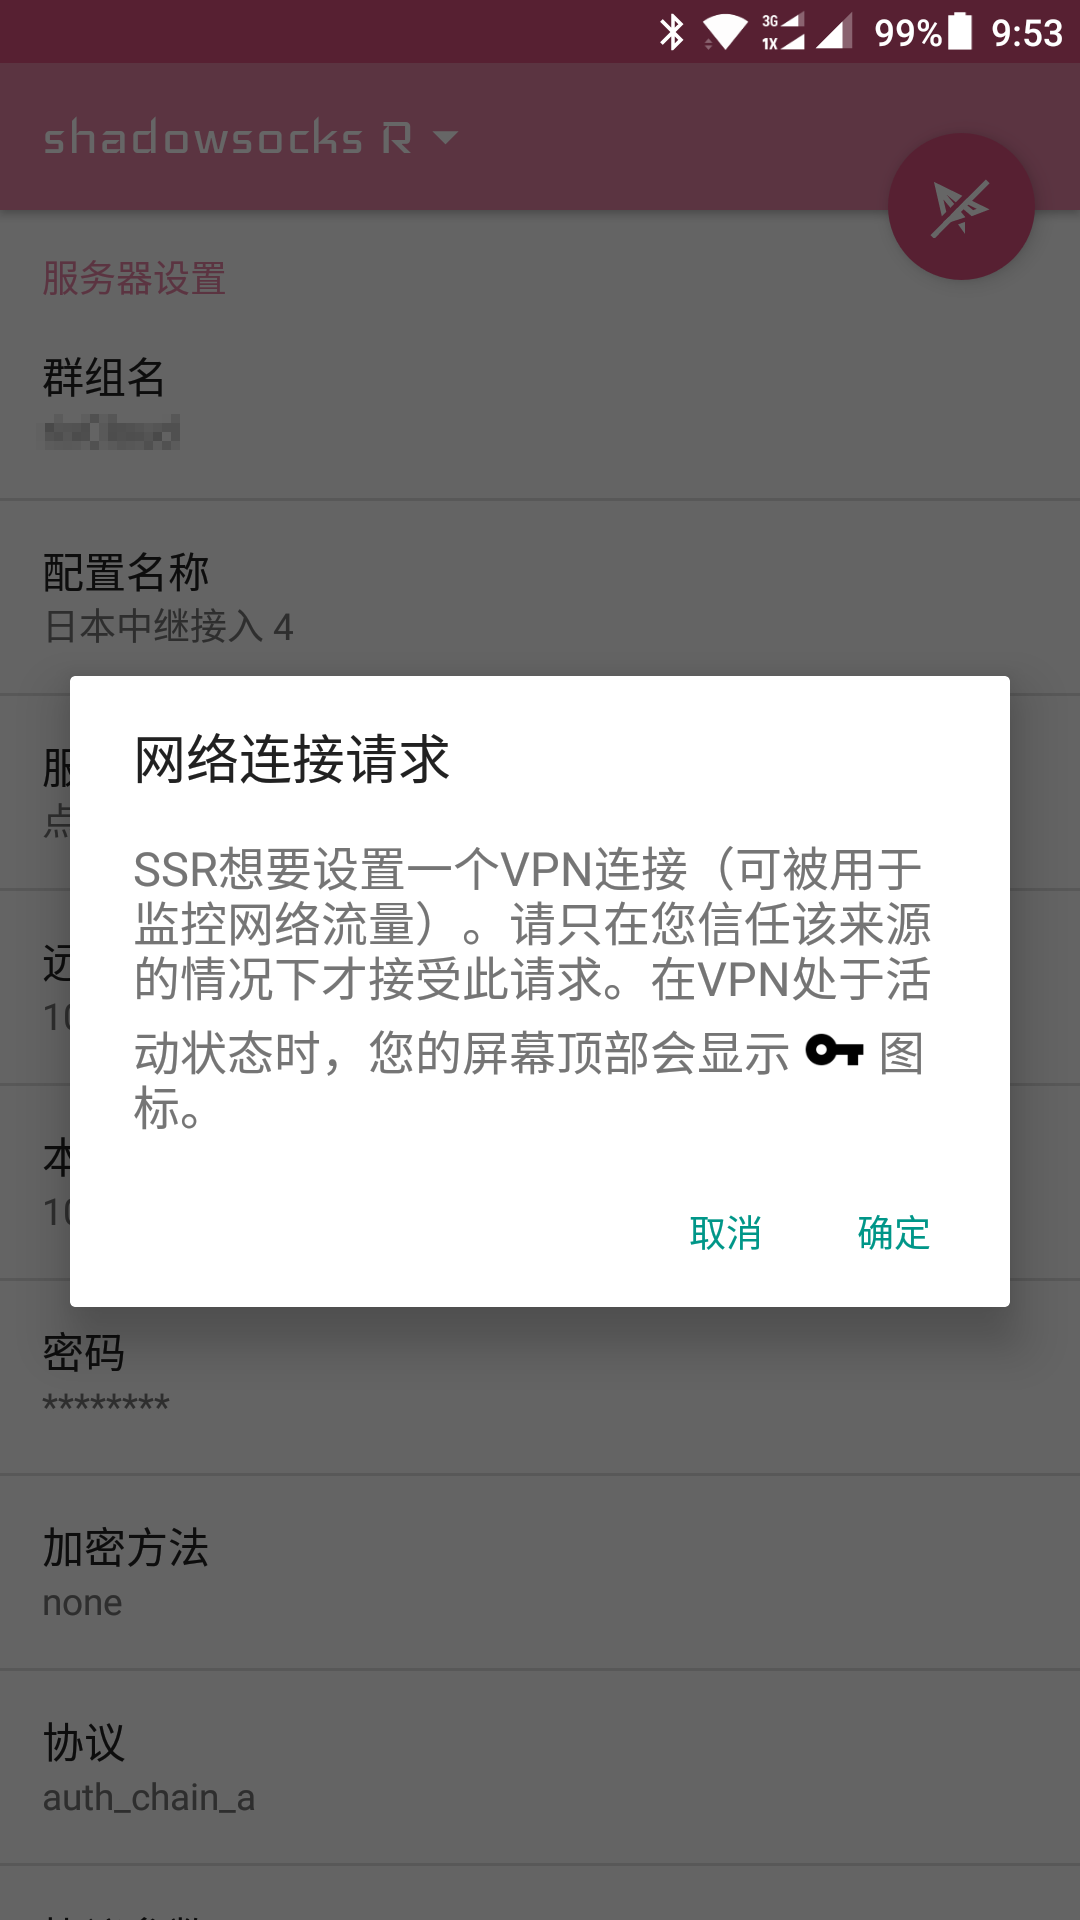 3G
1X
99%
9:53
shadowsocks R
服务器设置
群组名
配置名称
日本中继接入 4
服
点
网络连接请求
SSR想要设置一个VPN连接（可被用于
监控网络流量）。请只在您信任该来源
的情况下才接受此请求。在VPN处于活
动状态时，您的屏幕顶部会显示 图
标。
远
10
本
10
取消 确定
密码
********
加密方法
none
协议
auth_chain_a